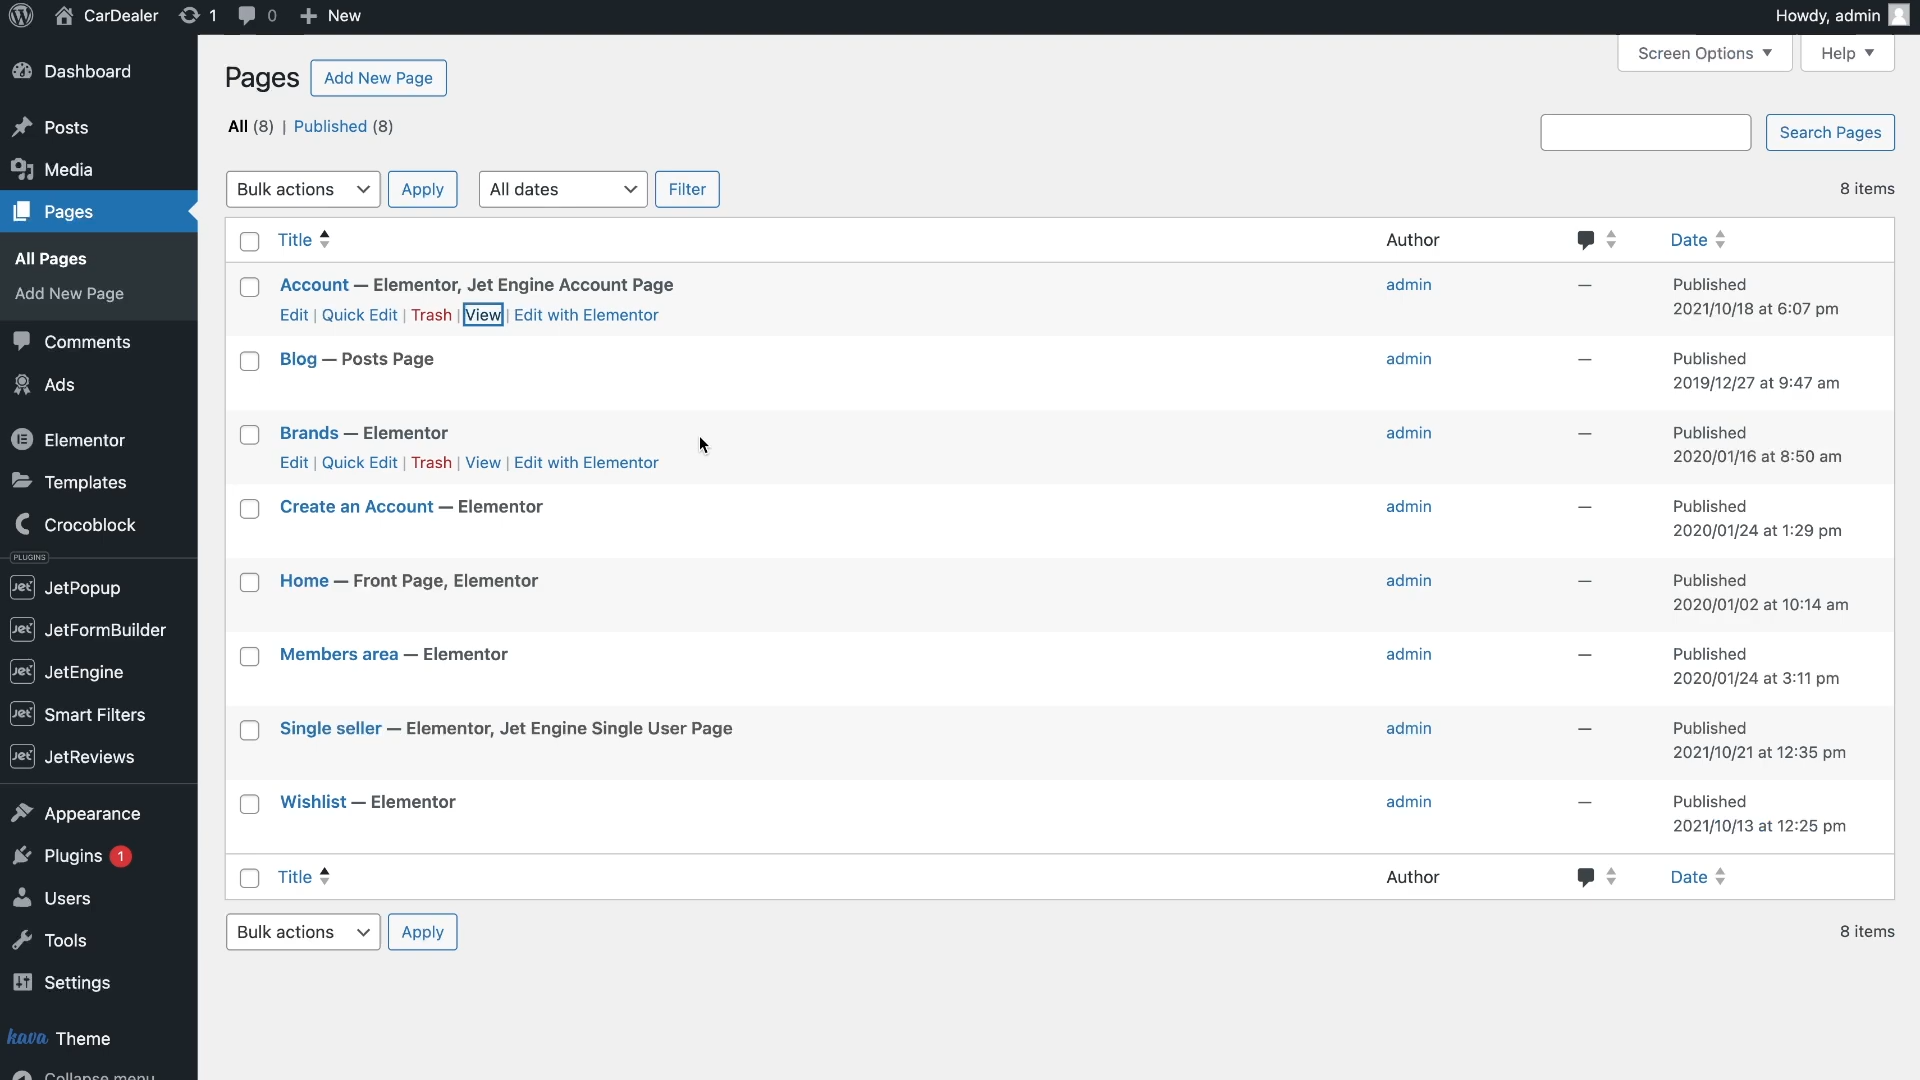 CarDealer 1 0 New Howdy, admin
Screen Options Help
Dashboard
Posts
Media
Pages
All Pages
Add New Page
Comments
Ads
Elementor
Templates
Crocoblock
PLUGINS
Jet JetPopup
Jet JetFormBuilder
Jet JetEngine
Jet Smart Filters
Jet JetReviews
Appearance
Plugins 1
Users
Tools
Settings
kava Theme
Collapse menu
Pages Add New Page
All (8) | Published (8)
Search Pages
Bulk actions Apply All dates Filter 8 items
Title Author Date
Account — Elementor, Jet Engine Account Page admin — Published
2021/10/18 at 6:07 pm
Edit | Quick Edit | Trash | View | Edit with Elementor
Blog — Posts Page admin — Published
2019/12/27 at 9:47 am
Brands — Elementor admin — Published
2020/01/16 at 8:50 am
Edit | Quick Edit | Trash | View | Edit with Elementor
Create an Account — Elementor admin — Published
2020/01/24 at 1:29 pm
Home — Front Page, Elementor admin — Published
2020/01/02 at 10:14 am
Members area — Elementor admin — Published
2020/01/24 at 3:11 pm
Single seller — Elementor, Jet Engine Single User Page admin — Published
2021/10/21 at 12:35 pm
Wishlist — Elementor admin — Published
2021/10/13 at 12:25 pm
Title Author Date
Bulk actions Apply 8 items